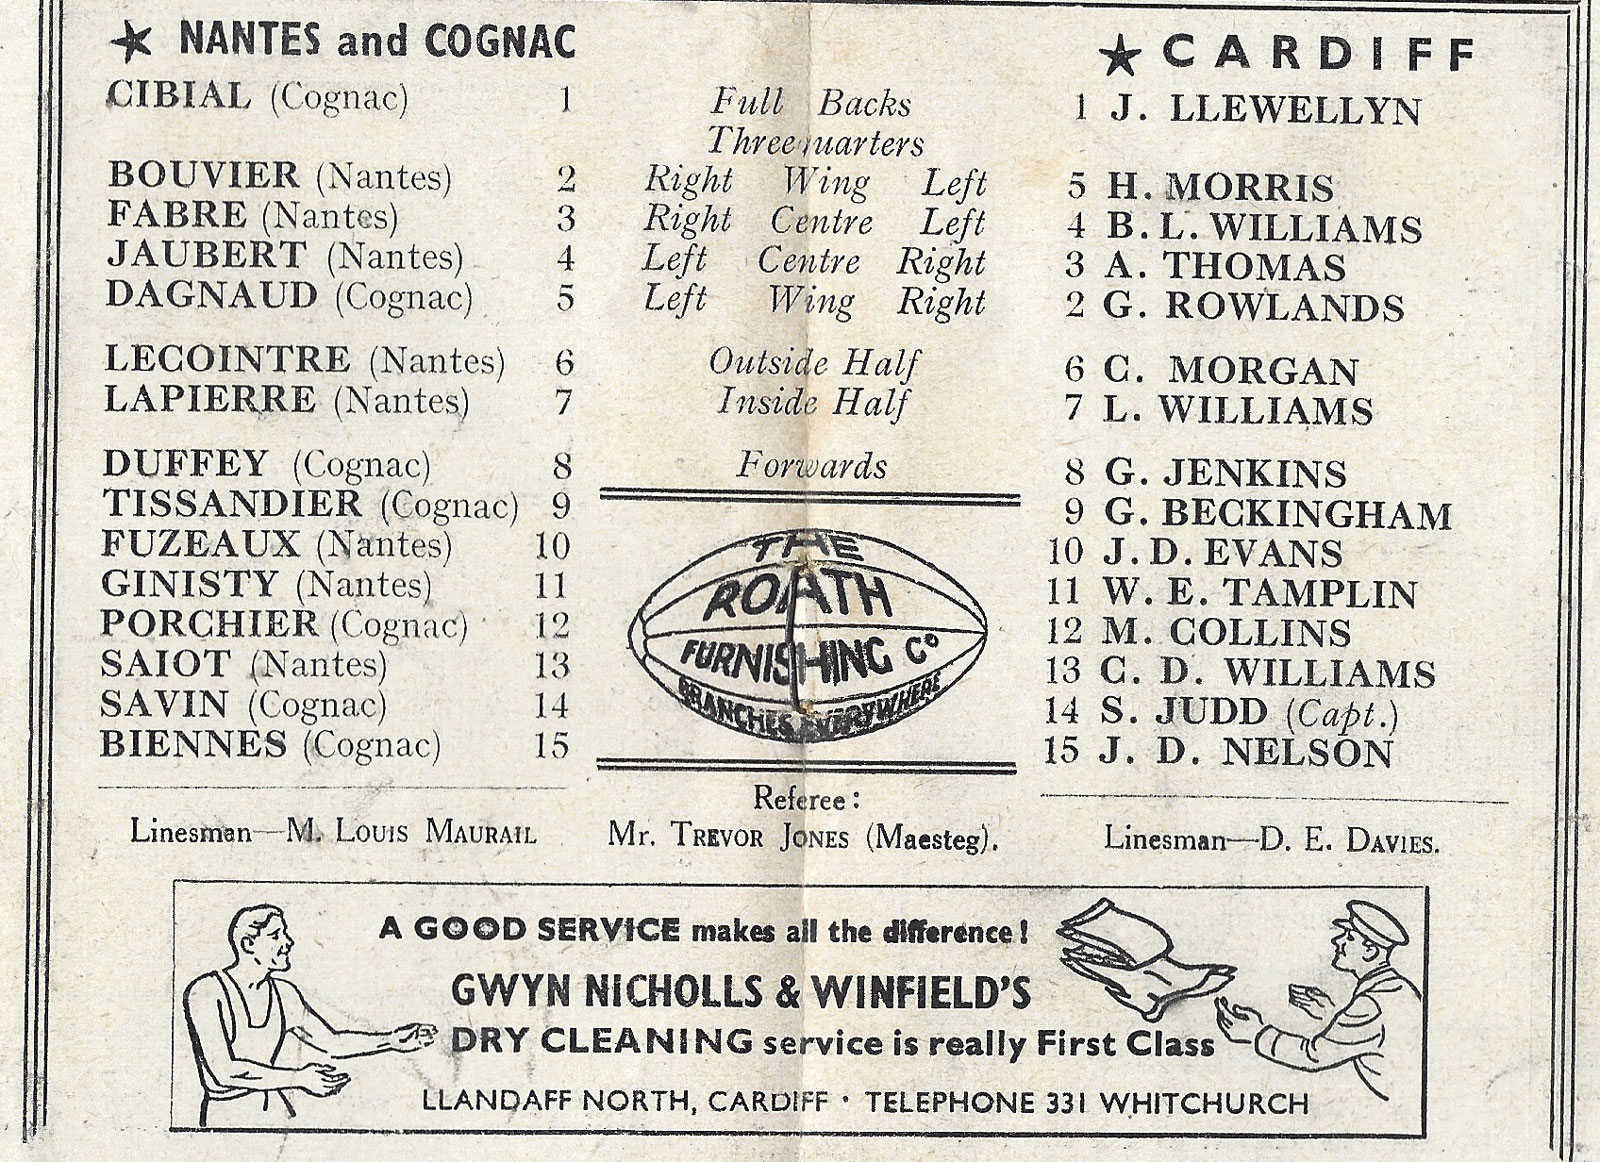 ★ NANTES and COGNAC ★ CARDIFF
CIBIAL (Cognac) 1 Full Backs 1 J. LLEWELLYN
Threequarters
BOUVIER (Nantes) 2 Right Wing Left 5 H. MORRIS
FABRE (Nantes) 3 Right Centre Left 4 B. L. WILLIAMS
JAUBERT (Nantes) 4 Left Centre Right 3 A. THOMAS
DAGNAUD (Cognac) 5 Left Wing Right 2 G. ROWLANDS
LECOINTRE (Nantes) 6 Outside Half 6 C. MORGAN
LAPIERRE (Nantes) 7 Inside Half 7 L. WILLIAMS
DUFFEY (Cognac) 8 Forwards 8 G. JENKINS
TISSANDIER (Cognac) 9 9 G. BECKINGHAM
FUZEAUX (Nantes) 10 10 J. D. EVANS
GINISTY (Nantes) 11 11 W. E. TAMPLIN
PORCHIER (Cognac) 12 12 M. COLLINS
SAIOT (Nantes) 13 13 C. D. WILLIAMS
SAVIN (Cognac) 14 14 S. JUDD (Capt.)
BIENNES (Cognac) 15 15 J. D. NELSON
THE
ROATH
FURNISHING Co
BRANCHES EVERYWHERE
Referee:
Linesman—M. LOUIS MAURAIL Mr. TREVOR JONES (Maesteg). Linesman—D. E. DAVIES.
A GOOD SERVICE makes all the difference!
GWYN NICHOLLS & WINFIELD'S
DRY CLEANING service is really First Class
LLANDAFF NORTH, CARDIFF · TELEPHONE 331 WHITCHURCH